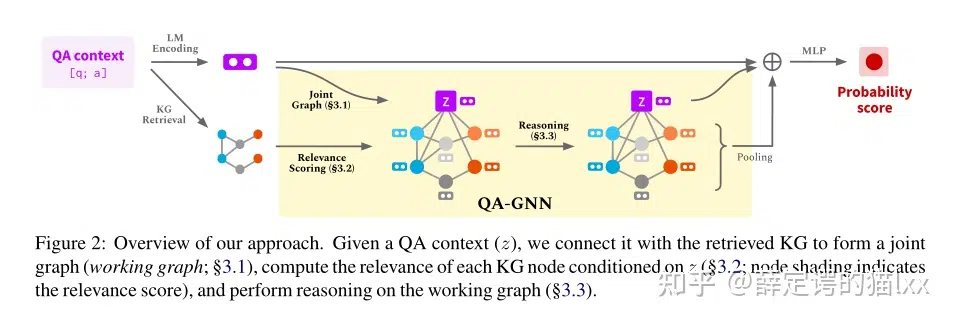 QA context
[q; a]
LM
Encoding
KG
Retrieval
Joint
Graph (§3.1)
Relevance
Scoring (§3.2)
Z
Reasoning
(§3.3)
Z
QA-GNN
Pooling
MLP
Probability
score
Figure 2: Overview of our approach. Given a QA context (z), we connect it with the retrieved KG to form a joint
graph (working graph; §3.1), compute the relevance of each KG node conditioned on z (§3.2; node shading indicates
the relevance score), and perform reasoning on the working graph (§3.3).
知乎 @薛定谔的猫lxx